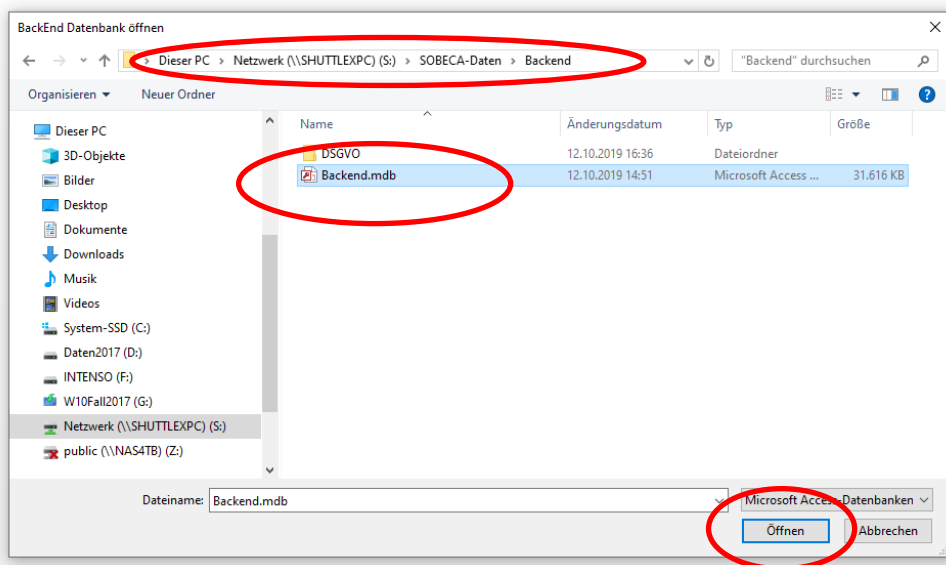 BackEnd Datenbank öffnen
Dieser PC > Netzwerk (\\SHUTTLEXPC) (S:) > SOBECA-Daten > Backend
"Backend" durchsuchen
Organisieren Neuer Ordner
Name Änderungsdatum Typ Größe
DSGVO 12.10.2019 16:36 Dateiordner
Backend.mdb 12.10.2019 14:51 Microsoft Access ... 31.616 KB
Dieser PC
3D-Objekte
Bilder
Desktop
Dokumente
Downloads
Musik
Videos
System-SSD (C:)
Daten2017 (D:)
INTENSO (F:)
W10Fall2017 (G:)
Netzwerk (\\SHUTTLEXPC) (S:)
public (\\NAS4TB) (Z:)
Dateiname: Backend.mdb
Microsoft Access-Datenbanken
Öffnen Abbrechen